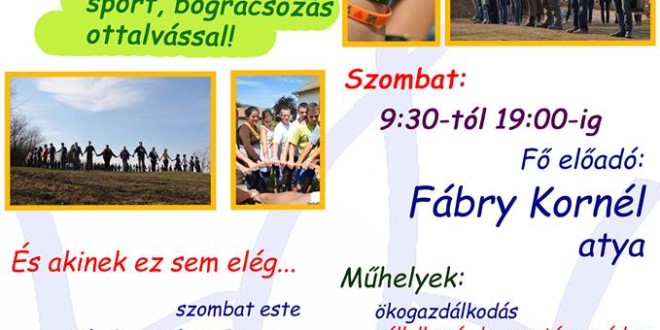 sport, bográcsozás
ottalvással!
Szombat:
9:30-tól 19:00-ig
Fő előadó:
Fábry Kornél
atya
És akinek ez sem elég...
szombat este
Műhelyek:
ökogazdálkodás